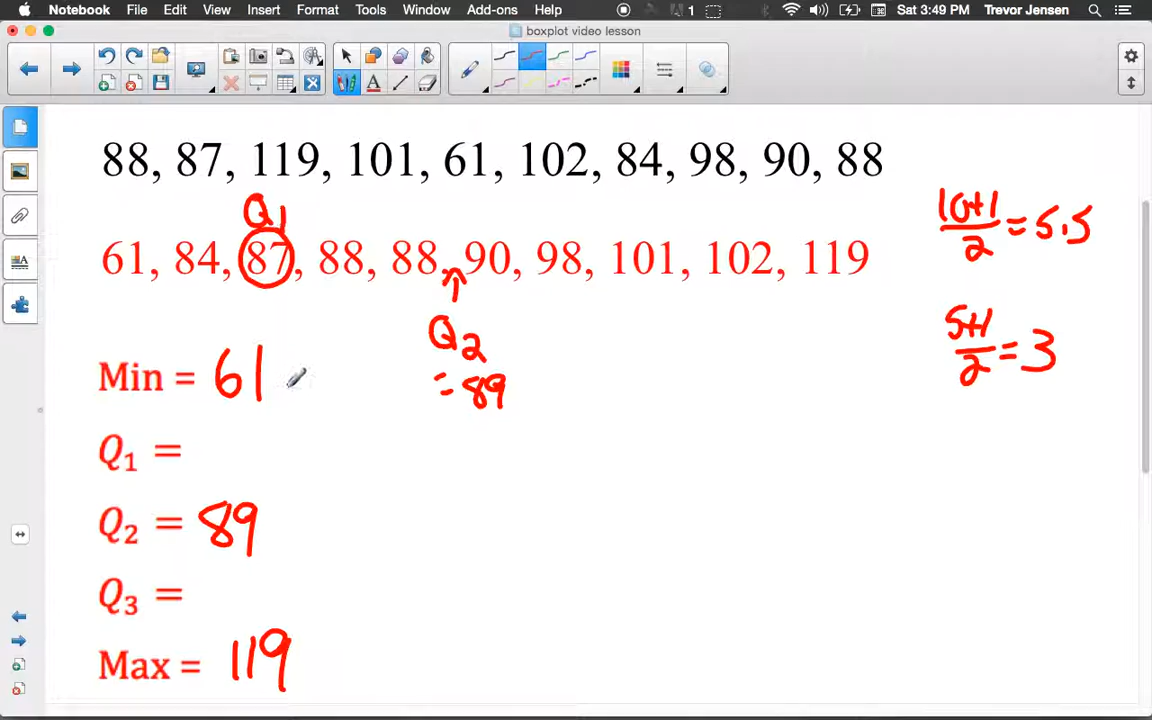 Notebook File Edit View Insert Format Tools Window Add-ons Help 1 Sat 3:49 PM Trevor Jensen
boxplot video lesson
88, 87, 119, 101, 61, 102, 84, 98, 90, 88
Q1
61, 84, 87, 88, 88, 90, 98, 101, 102, 119
10+1
2
= 5.5
Q2
= 89
5+1
2
= 3
Min = 61
Q₁ =
Q₂ = 89
Q₃ =
Max = 119